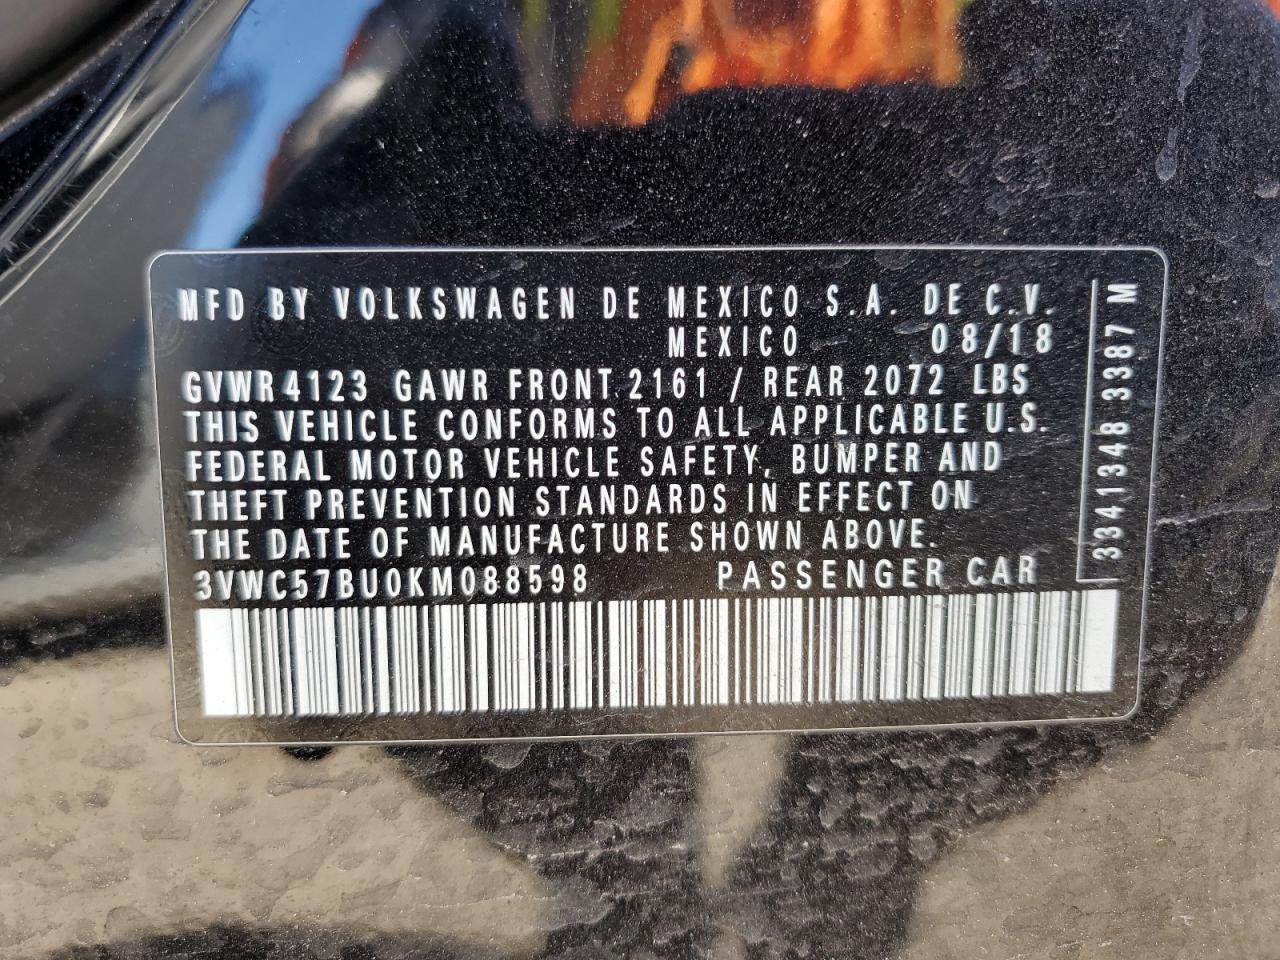 MFD BY VOLKSWAGEN DE MEXICO S.A. DE C.V.
MEXICO 08/18
GVWR 4123 GAWR FRONT 2161 / REAR 2072 LBS
THIS VEHICLE CONFORMS TO ALL APPLICABLE U.S.
FEDERAL MOTOR VEHICLE SAFETY, BUMPER AND
THEFT PREVENTION STANDARDS IN EFFECT ON
THE DATE OF MANUFACTURE SHOWN ABOVE.
3VWC57BU0KM088598 PASSENGER CAR
3341348 3387 M